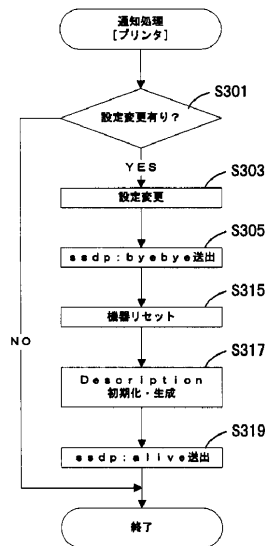 通知処理
[プリンタ]
S301
設定変更有り?
YES
S303
設定変更
S305
ssdp:byebye送出
S315
機器リセット
NO
S317
Description
初期化・生成
S319
ssdp:alive送出
終了